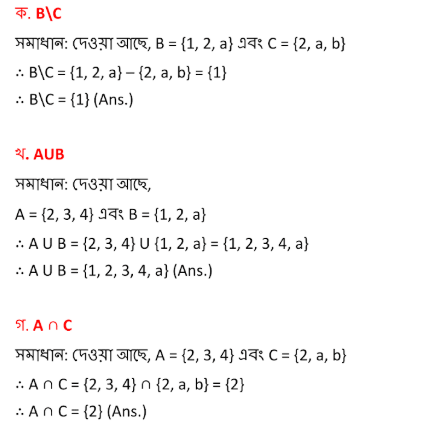 ক. B\C
সমাধান: দেওয়া আছে, B = {1, 2, a} এবং C = {2, a, b}
∴ B\C = {1, 2, a} – {2, a, b} = {1}
∴ B\C = {1} (Ans.)
খ. AUB
সমাধান: দেওয়া আছে,
A = {2, 3, 4} এবং B = {1, 2, a}
∴ A U B = {2, 3, 4} U {1, 2, a} = {1, 2, 3, 4, a}
∴ A U B = {1, 2, 3, 4, a} (Ans.)
গ. A ∩ C
সমাধান: দেওয়া আছে, A = {2, 3, 4} এবং C = {2, a, b}
∴ A ∩ C = {2, 3, 4} ∩ {2, a, b} = {2}
∴ A ∩ C = {2} (Ans.)